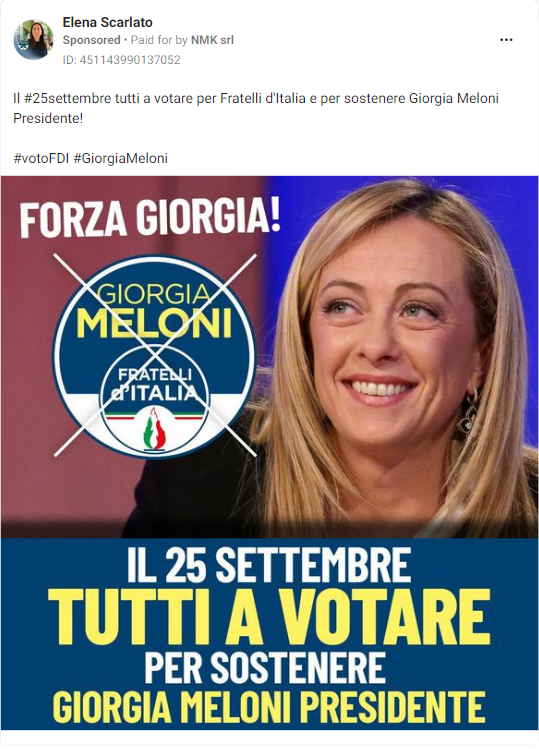 Elena Scarlato
Sponsored • Paid for by NMK srl
ID: 451143990137052
Il #25settembre tutti a votare per Fratelli d'Italia e per sostenere Giorgia Meloni
Presidente!
#votoFDI #GiorgiaMeloni
FORZA GIORGIA!
GIORGIA
MELONI
FRATELLI
d'ITALIA
IL 25 SETTEMBRE
TUTTI A VOTARE
PER SOSTENERE
GIORGIA MELONI PRESIDENTE